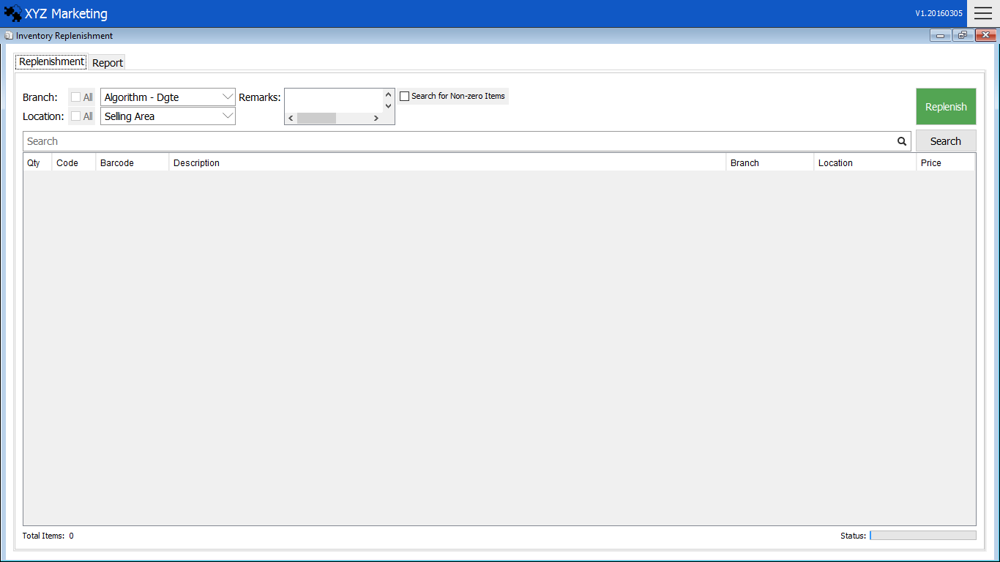 XYZ Marketing
V1.20160305
Inventory Replenishment
Replenishment Report
Branch: All Algorithm - Dgte Remarks: Search for Non-zero Items
Replenish
Location: All Selling Area
Search Search
Qty Code Barcode Description Branch Location Price
Total Items: 0 Status: